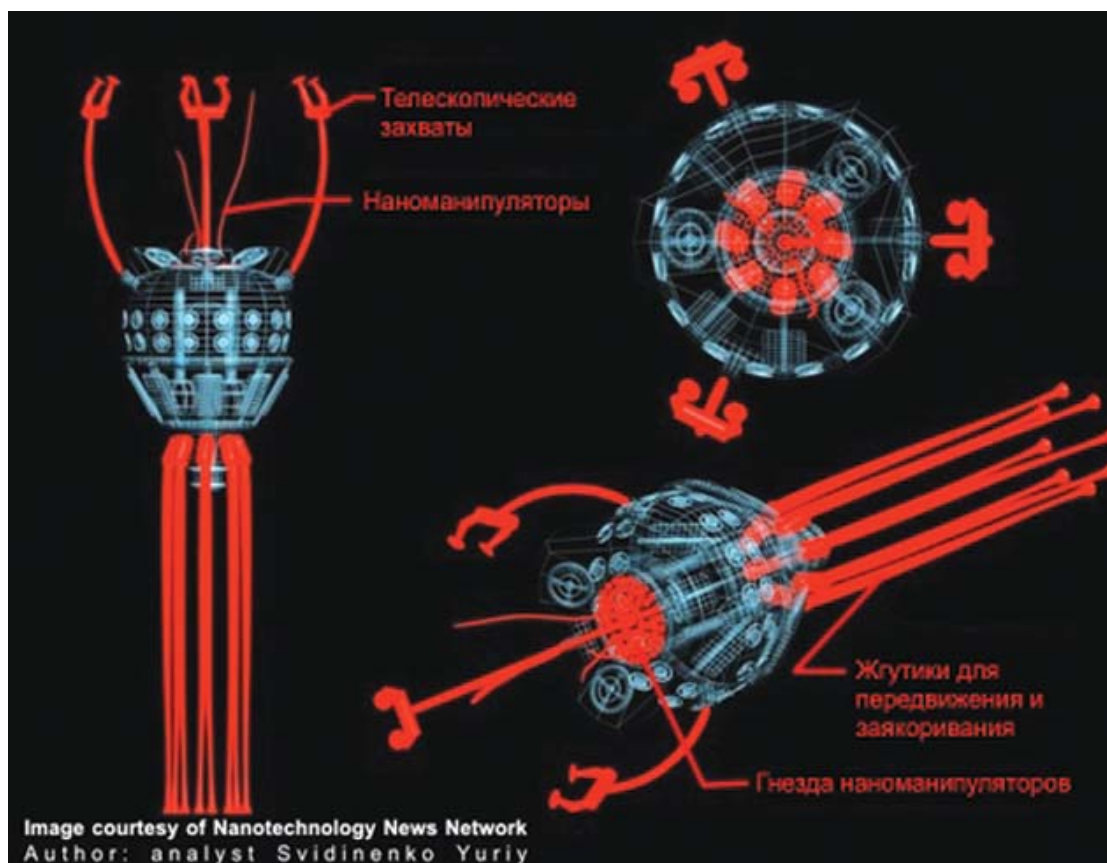 Телескопические
захваты
Наноманипуляторы
Жгутики для
передвижения и
заякоривания
Гнезда наноманипуляторов
Image courtesy of Nanotechnology News Network
Author: analyst Svidinenko Yuriy